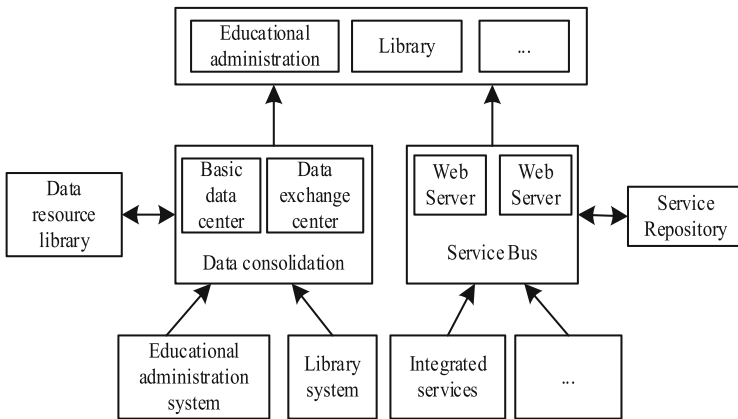 Educational
administration
Library
...
Basic
data
center
Data
exchange
center
Data consolidation
Web
Server
Web
Server
Service Bus
Data
resource
library
Service
Repository
Educational
administration
system
Library
system
Integrated
services
...